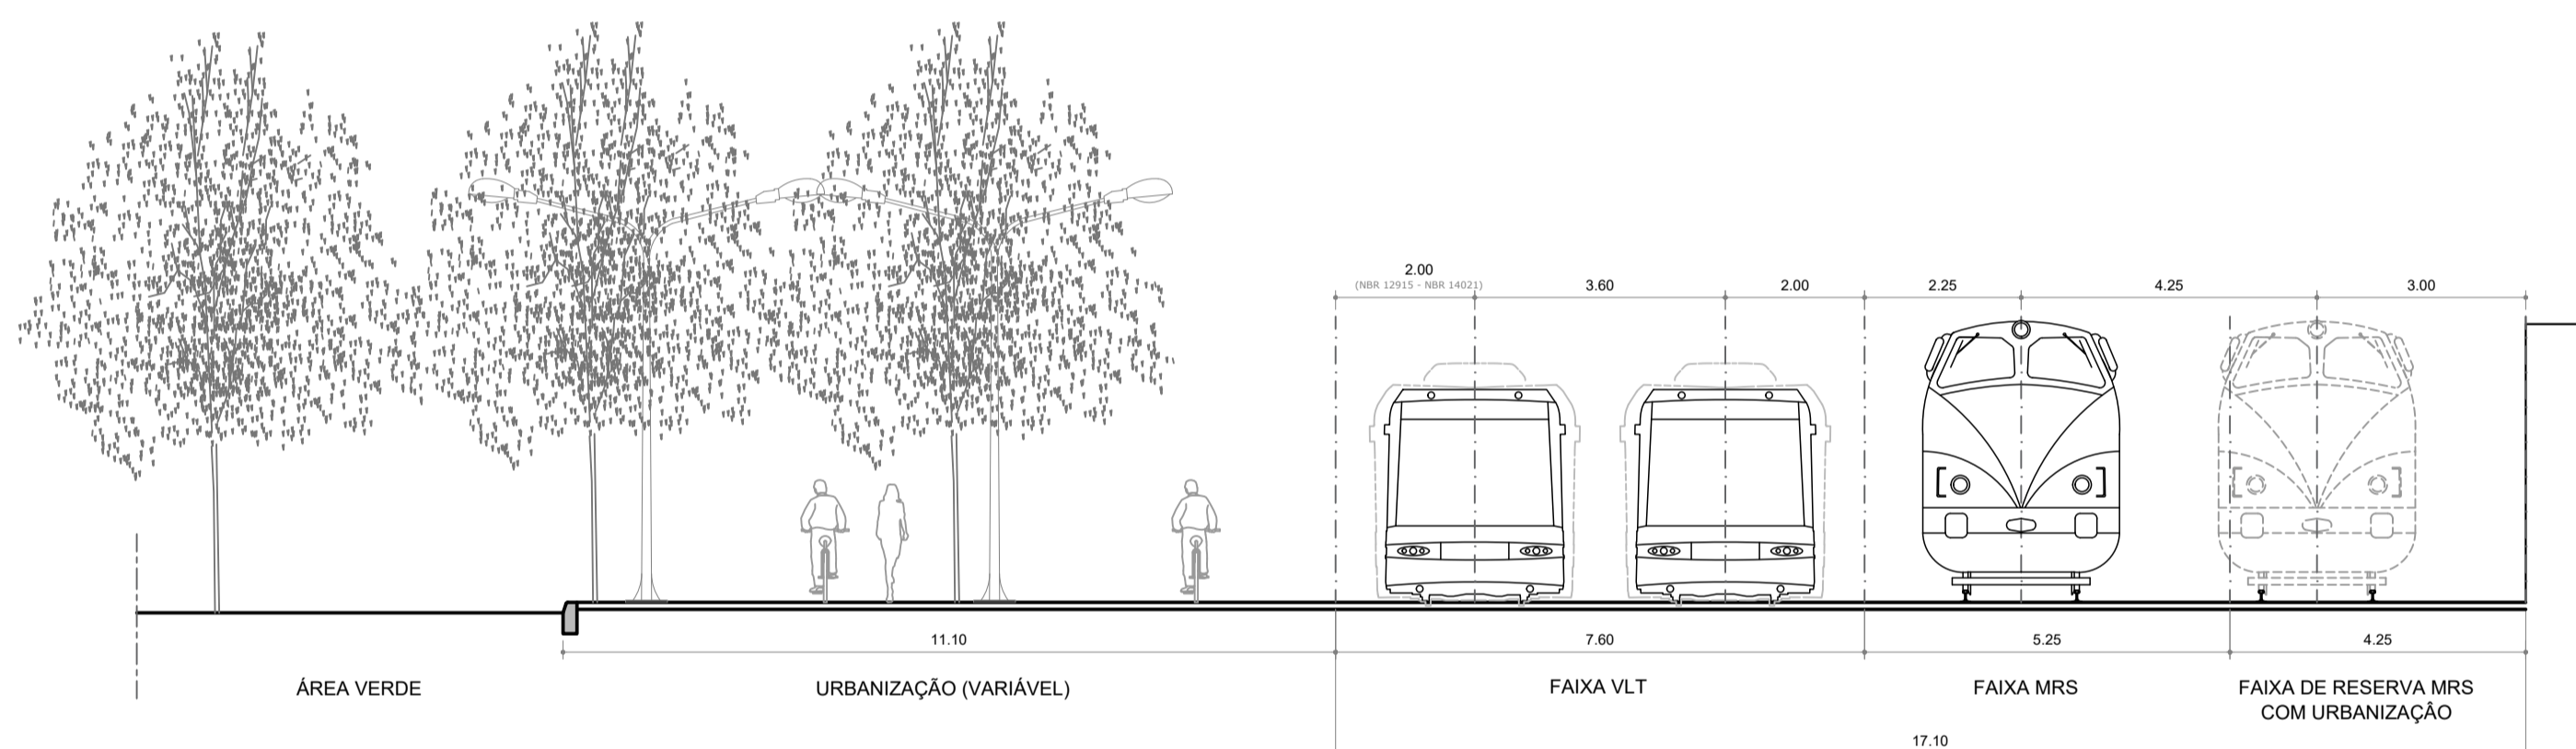 2.00
(NBR 12915 - NBR 14021)
3.60
2.00
2.25
4.25
3.00
11.10
7.60
5.25
4.25
ÁREA VERDE
URBANIZAÇÃO (VARIÁVEL)
FAIXA VLT
FAIXA MRS
FAIXA DE RESERVA MRS
COM URBANIZAÇÂO
17.10